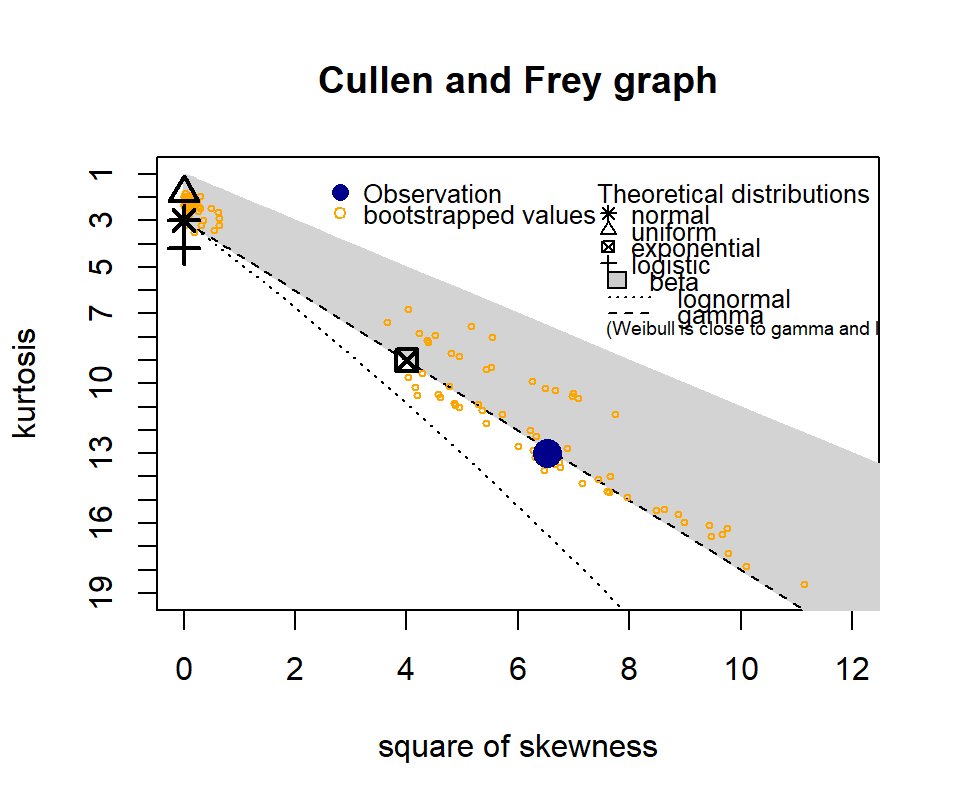 Cullen and Frey graph
Observation
bootstrapped values
Theoretical distributions
normal
uniform
exponential
logistic
beta
lognormal
gamma
(Weibull is close to gamma and l
kurtosis
1
3
5
7
10
13
16
19
0 2 4 6 8 10 12
square of skewness